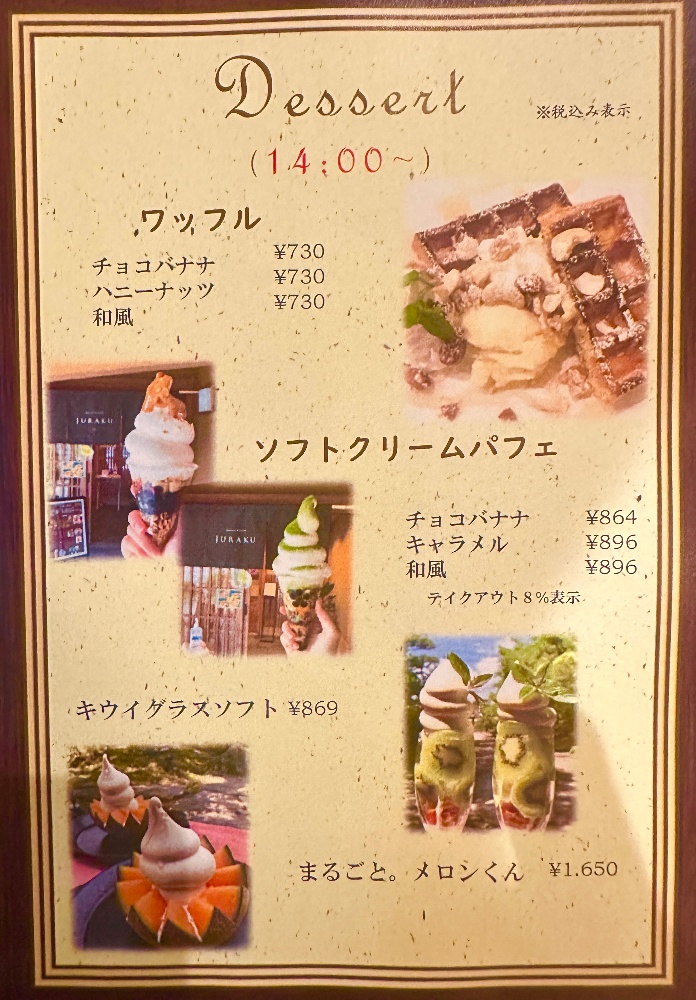 Dessert
※税込み表示
(14:00~)
ワッフル
チョコバナナ ¥730
ハニーナッツ ¥730
和風 ¥730
JURAKU
ソフトクリームパフェ
JURAKU
チョコバナナ ¥864
キャラメル ¥896
和風 ¥896
テイクアウト8%表示
キウイグラスソフト ¥869
まるごと。メロンくん ¥1.650